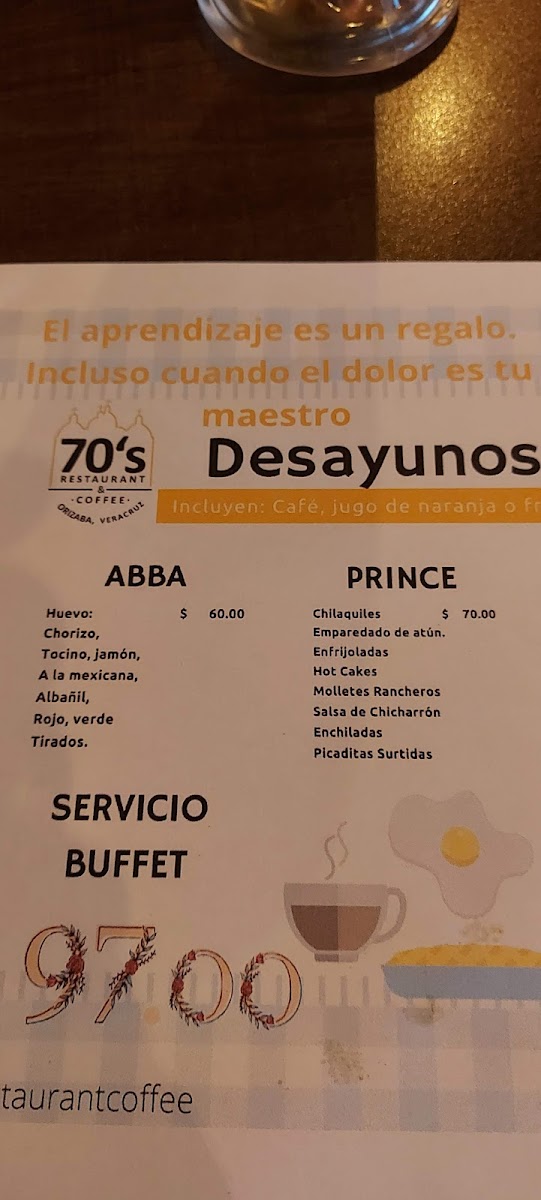 El aprendizaje es un regalo.
Incluso cuando el dolor es tu
maestro
70's
RESTAURANT
&
·COFFEE·
ORIZABA, VERACRUZ
Desayunos
Incluyen: Café, jugo de naranja o fr
ABBA
Huevo: $ 60.00
Chorizo,
Tocino, jamón,
A la mexicana,
Albañil,
Rojo, verde
Tirados.
PRINCE
Chilaquiles $ 70.00
Emparedado de atún.
Enfrijoladas
Hot Cakes
Molletes Rancheros
Salsa de Chicharrón
Enchiladas
Picaditas Surtidas
SERVICIO
BUFFET
97.00
taurantcoffee